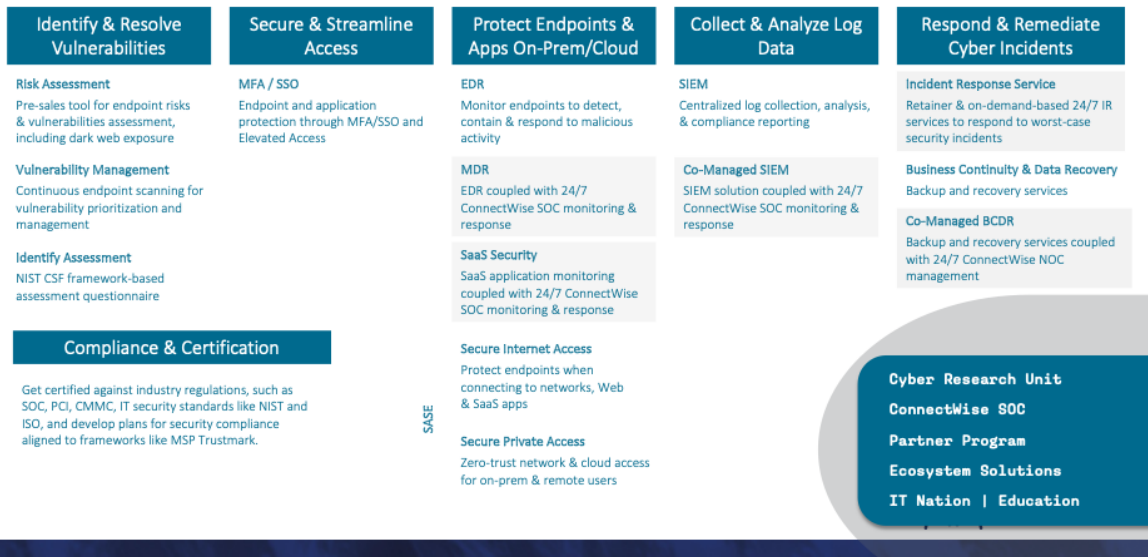 Identify & Resolve
Vulnerabilities
Risk Assessment
Pre-sales tool for endpoint risks
& vulnerabilities assessment,
including dark web exposure
Vulnerability Management
Continuous endpoint scanning for
vulnerability prioritization and
management
Identify Assessment
NIST CSF framework-based
assessment questionnaire
Secure & Streamline
Access
MFA / SSO
Endpoint and application
protection through MFA/SSO and
Elevated Access
Protect Endpoints &
Apps On-Prem/Cloud
EDR
Monitor endpoints to detect,
contain & respond to malicious
activity
MDR
EDR coupled with 24/7
ConnectWise SOC monitoring &
response
SaaS Security
SaaS application monitoring
coupled with 24/7 ConnectWise
SOC monitoring & response
SASE
Secure Internet Access
Protect endpoints when
connecting to networks, Web
& SaaS apps
Secure Private Access
Zero-trust network & cloud access
for on-prem & remote users
Collect & Analyze Log
Data
SIEM
Centralized log collection, analysis,
& compliance reporting
Co-Managed SIEM
SIEM solution coupled with 24/7
ConnectWise SOC monitoring &
response
Respond & Remediate
Cyber Incidents
Incident Response Service
Retainer & on-demand-based 24/7 IR
services to respond to worst-case
security incidents
Business Continuity & Data Recovery
Backup and recovery services
Co-Managed BCDR
Backup and recovery services coupled
with 24/7 ConnectWise NOC
management
Compliance & Certification
Get certified against industry regulations, such as
SOC, PCI, CMMC, IT security standards like NIST and
ISO, and develop plans for security compliance
aligned to frameworks like MSP Trustmark.
Cyber Research Unit
ConnectWise SOC
Partner Program
Ecosystem Solutions
IT Nation | Education